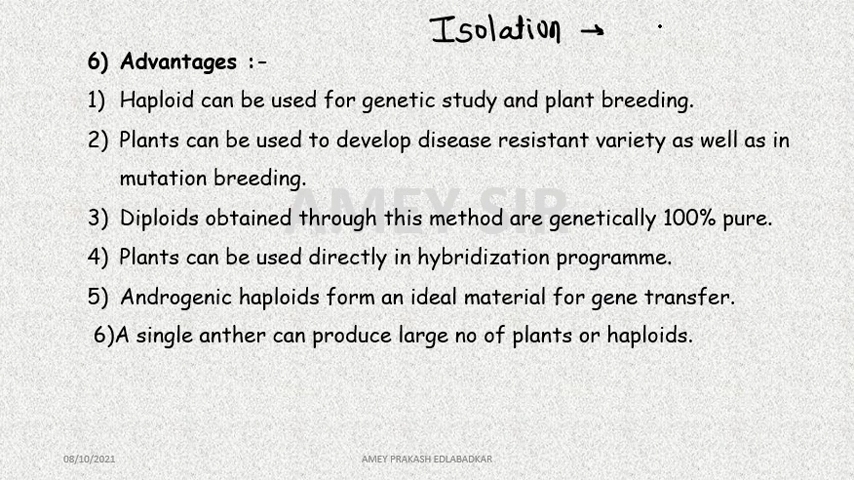 Isolation →
6) Advantages :-
1) Haploid can be used for genetic study and plant breeding.
2) Plants can be used to develop disease resistant variety as well as in
mutation breeding.
AMEY SIR
3) Diploids obtained through this method are genetically 100% pure.
4) Plants can be used directly in hybridization programme.
5) Androgenic haploids form an ideal material for gene transfer.
6)A single anther can produce large no of plants or haploids.
08/10/2021 AMEY PRAKASH EDLABADKAR